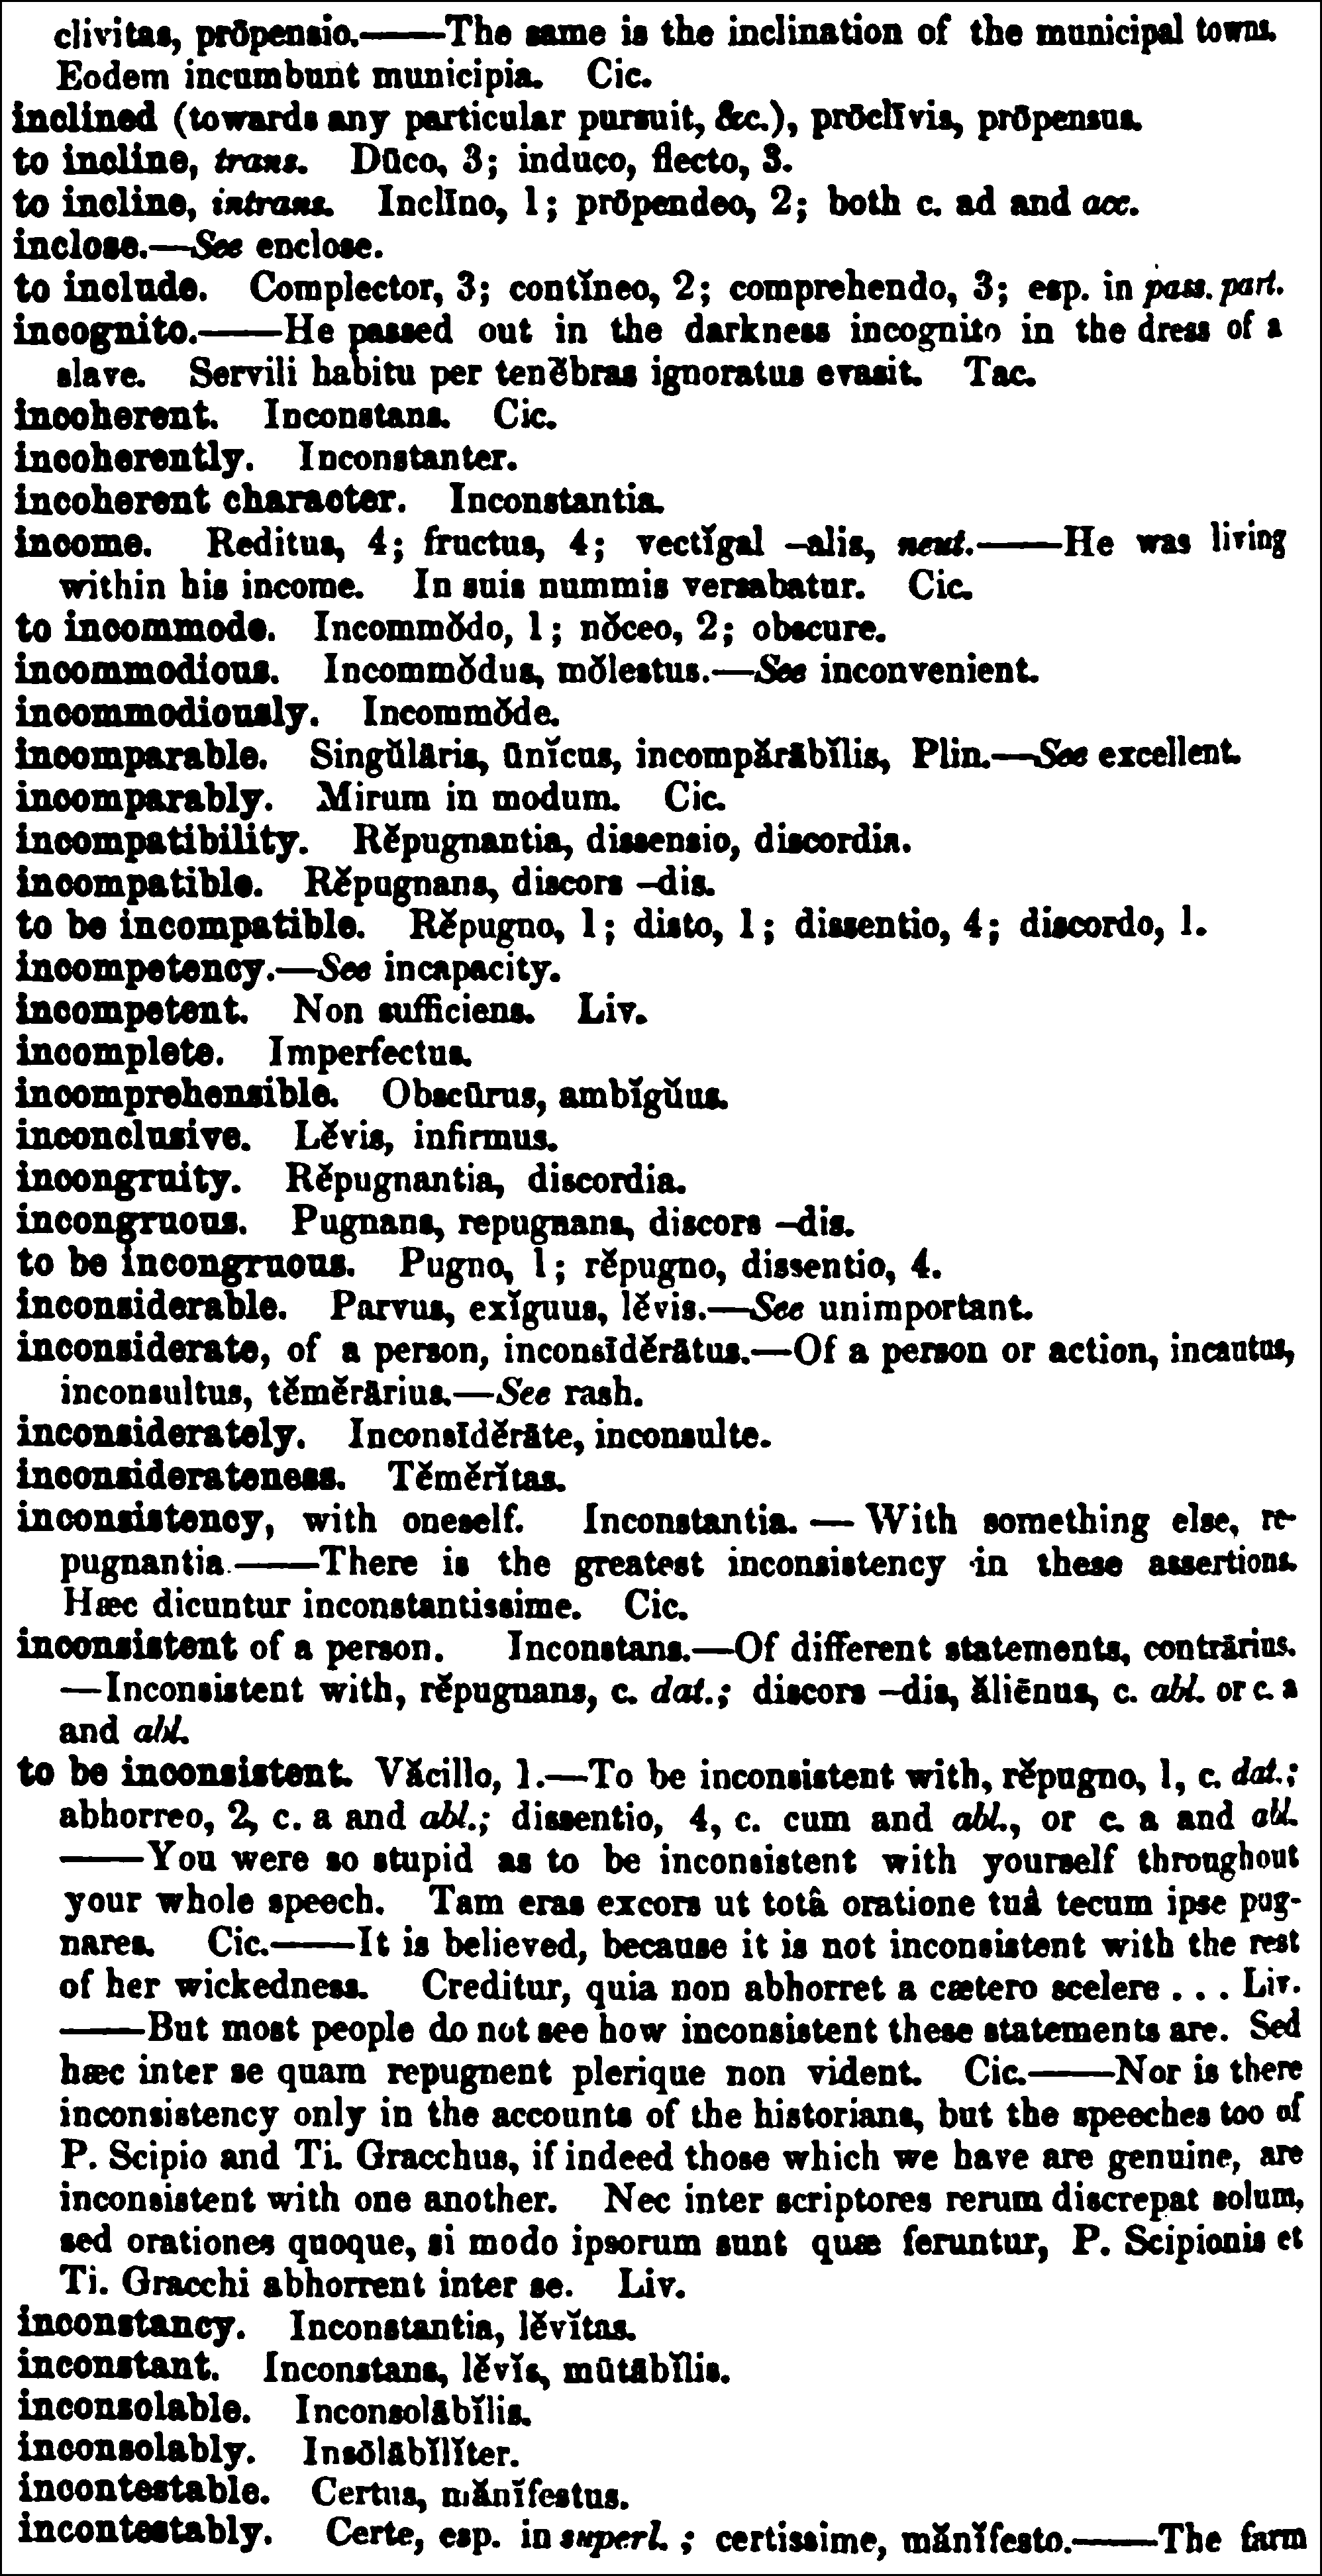 clivitas, prŏpensio.——The same is the inclination of the municipal towns.
Eodem incumbunt municipia. Cic.
inclined (towards any particular pursuit, &c.), prōclīvis, prōpensus.
to incline, trans. Dūco, 3; induco, flecto, 3.
to incline, intrans. Inclīno, 1; prōpendeo, 2; both c. ad and acc.
inclose.—See enclose.
to include. Complector, 3; contĭneo, 2; comprehendo, 3; esp. in pass. part.
incognito.——He passed out in the darkness incognito in the dress of a
slave. Servili habitu per tenĕbras ignoratus evasit. Tac.
incoherent. Inconstans. Cic.
incoherently. Inconstanter.
incoherent character. Inconstantia.
income. Reditus, 4; fructus, 4; vectĭgal –alis, neut.——He was living
within his income. In suis nummis versabatur. Cic.
to incommode. Incommŏdo, 1; nŏceo, 2; obscure.
incommodious. Incommŏdus, mŏlestus.—See inconvenient.
incommodiously. Incommŏde.
incomparable. Singŭlāris, ūnĭcus, incompărābĭlis, Plin.—See excellent.
incomparably. Mirum in modum. Cic.
incompatibility. Rĕpugnantia, dissensio, discordia.
incompatible. Rĕpugnans, discors –dis.
to be incompatible. Rĕpugno, 1; disto, 1; dissentio, 4; discordo, 1.
incompetency.—See incapacity.
incompetent. Non sufficiens. Liv.
incomplete. Imperfectus.
incomprehensible. Obscūrus, ambĭgŭus.
inconclusive. Lĕvis, infirmus.
incongruity. Rĕpugnantia, discordia.
incongruous. Pugnans, repugnans, discors –dis.
to be incongruous. Pugno, 1; rĕpugno, dissentio, 4.
inconsiderable. Parvus, exĭguus, lĕvis.—See unimportant.
inconsiderate, of a person, inconsīdĕrātus.—Of a person or action, incautus,
inconsultus, tĕmĕrārius.—See rash.
inconsiderately. Inconsīdĕrāte, inconsulte.
inconsiderateness. Tĕmĕrĭtas.
inconsistency, with oneself. Inconstantia. — With something else, re-
pugnantia.——There is the greatest inconsistency in these assertions.
Hæc dicuntur inconstantissime. Cic.
inconsistent of a person. Inconstans.—Of different statements, contrārius.
—Inconsistent with, rĕpugnans, c. dat.; discors –dis, ăliēnus, c. abl. or c. a
and abl.
to be inconsistent. Văcillo, 1.—To be inconsistent with, rĕpugno, 1, c. dat.;
abhorreo, 2, c. a and abl.; dissentio, 4, c. cum and abl., or c. a and abl.
——You were so stupid as to be inconsistent with yourself throughout
your whole speech. Tam eras excors ut totâ oratione tuâ tecum ipse pug-
nares. Cic.——It is believed, because it is not inconsistent with the rest
of her wickedness. Creditur, quia non abhorret a cætero scelere . . . Liv.
——But most people do not see how inconsistent these statements are. Sed
hæc inter se quam repugnent plerique non vident. Cic.——Nor is there
inconsistency only in the accounts of the historians, but the speeches too of
P. Scipio and Ti. Gracchus, if indeed those which we have are genuine, are
inconsistent with one another. Nec inter scriptores rerum discrepat solum,
sed orationes quoque, si modo ipsorum sunt quæ feruntur, P. Scipionis et
Ti. Gracchi abhorrent inter se. Liv.
inconstancy. Inconstantia, lĕvĭtas.
inconstant. Inconstans, lĕvĭs, mūtābĭlis.
inconsolable. Inconsolābĭlis.
inconsolably. Insōlābĭlĭter.
incontestable. Certus, mănĭfestus.
incontestably. Certe, esp. in superl. ; certissime, mănĭfesto.——The farm